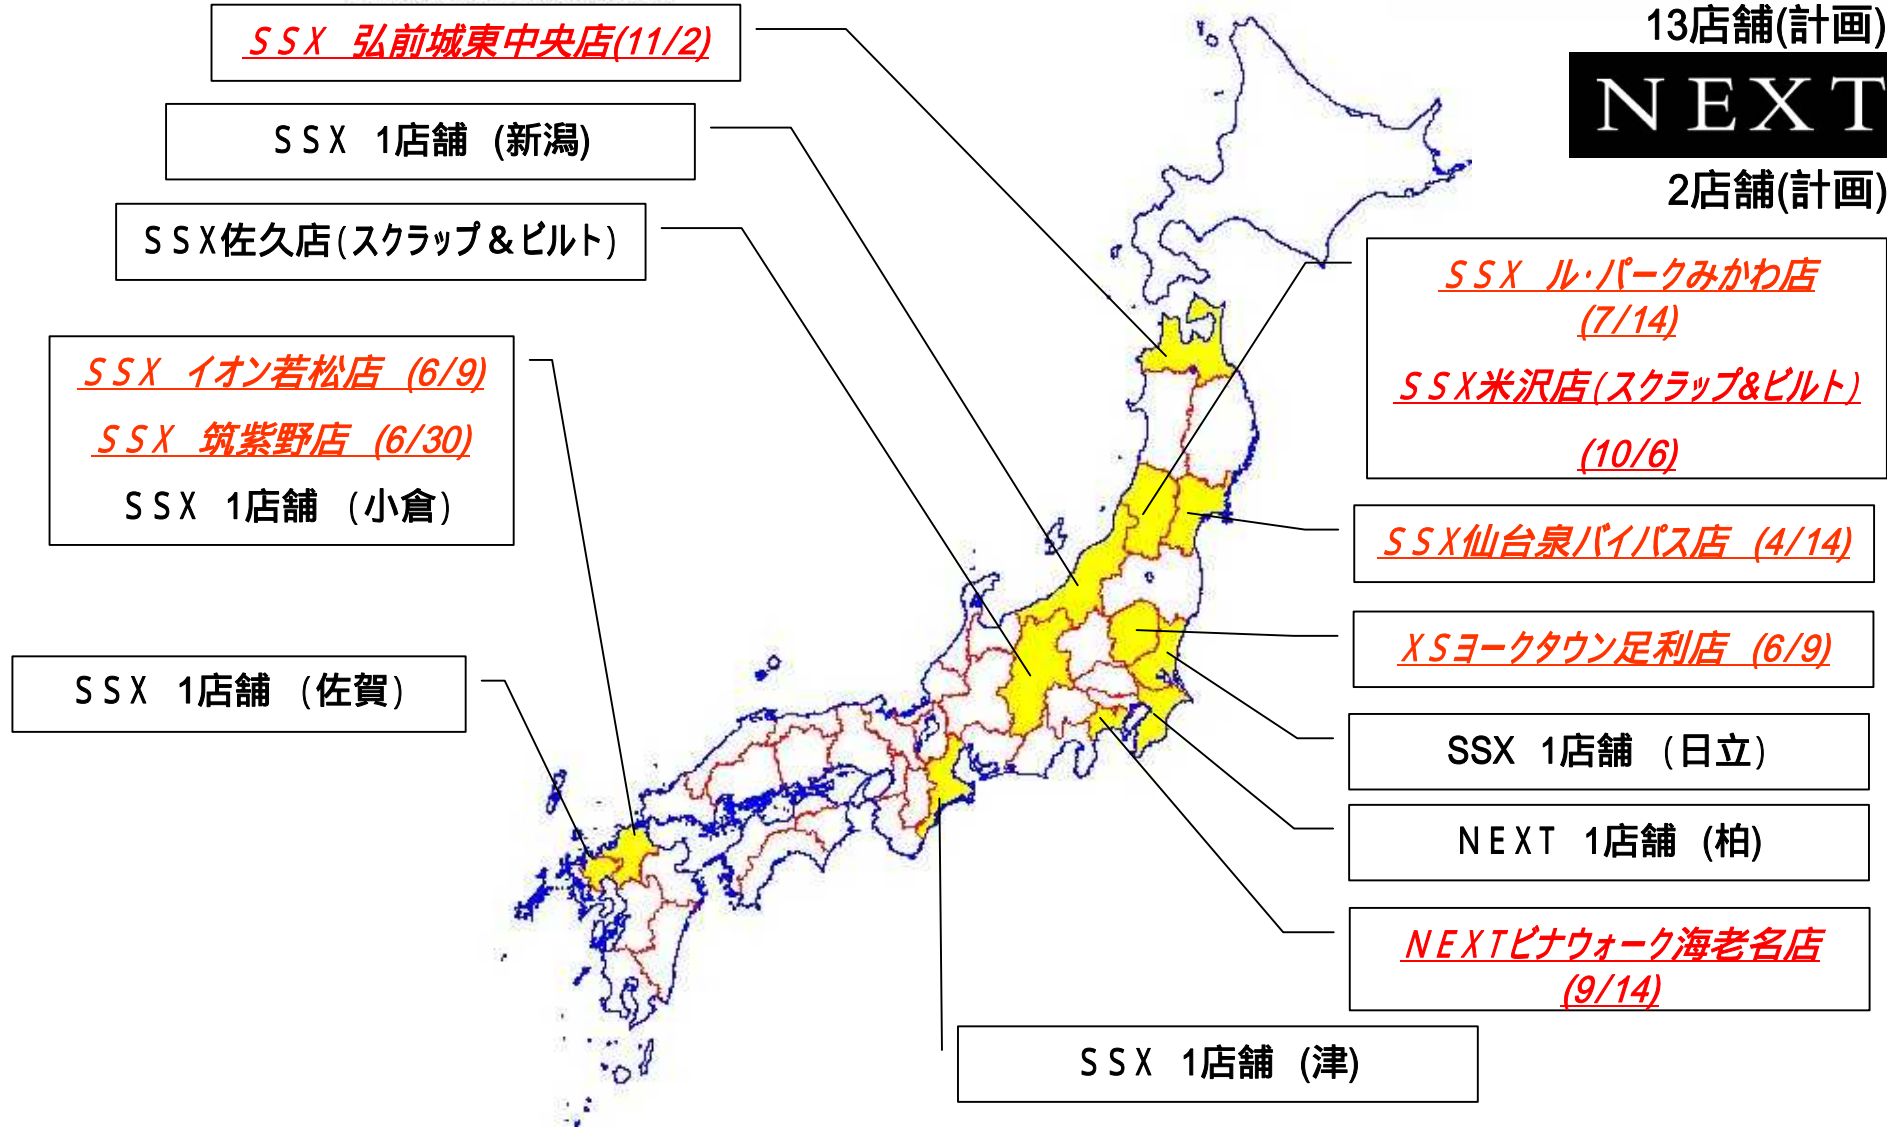 ＳＳＸ 弘前城東中央店(11/2)
ＳＳＸ 1店舗 (新潟)
ＳＳＸ佐久店(スクラップ＆ビルト)
ＳＳＸ イオン若松店 (6/9)
ＳＳＸ 筑紫野店 (6/30)
ＳＳＸ 1店舗 (小倉)
ＳＳＸ 1店舗 (佐賀)
13店舗(計画)
NEXT
2店舗(計画)
ＳＳＸ ル・パークみかわ店
(7/14)
ＳＳＸ米沢店(スクラップ&ビルト)
(10/6)
ＳＳＸ仙台泉バイパス店 (4/14)
ＸＳヨークタウン足利店 (6/9)
SSX 1店舗 (日立)
ＮＥＸＴ 1店舗 (柏)
ＮＥＸＴビナウォーク海老名店
(9/14)
ＳＳＸ 1店舗 (津)